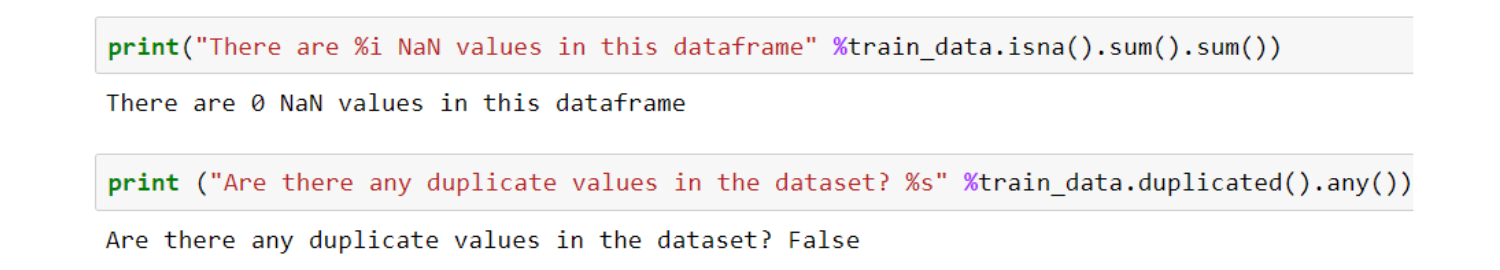 print("There are %i NaN values in this dataframe" %train_data.isna().sum().sum())
There are 0 NaN values in this dataframe
print ("Are there any duplicate values in the dataset? %s" %train_data.duplicated().any())
Are there any duplicate values in the dataset? False